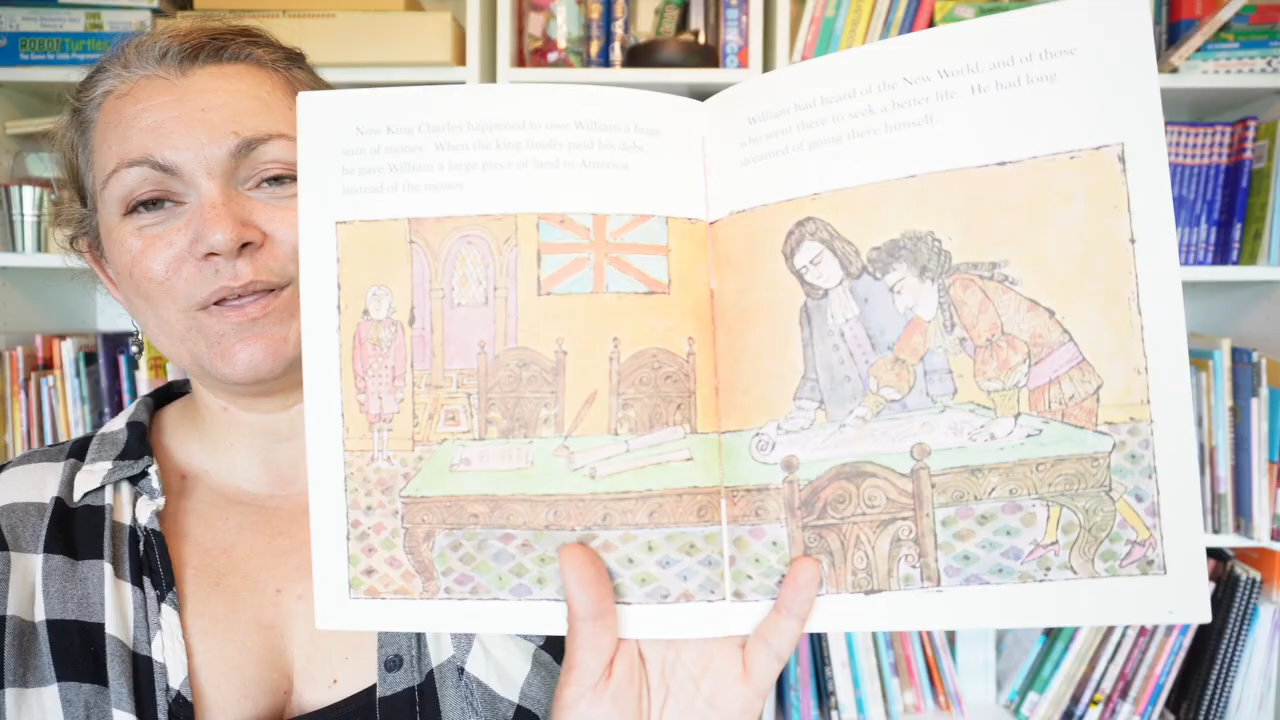 ROBOT Turtles
Now King Charles happened to owe William a huge
sum of money. When the king finally paid his debt,
he gave William a large piece of land in America,
instead of the money.
William had heard of the New World, and of those
who went there to seek a better life. He had long
dreamed of going there himself.